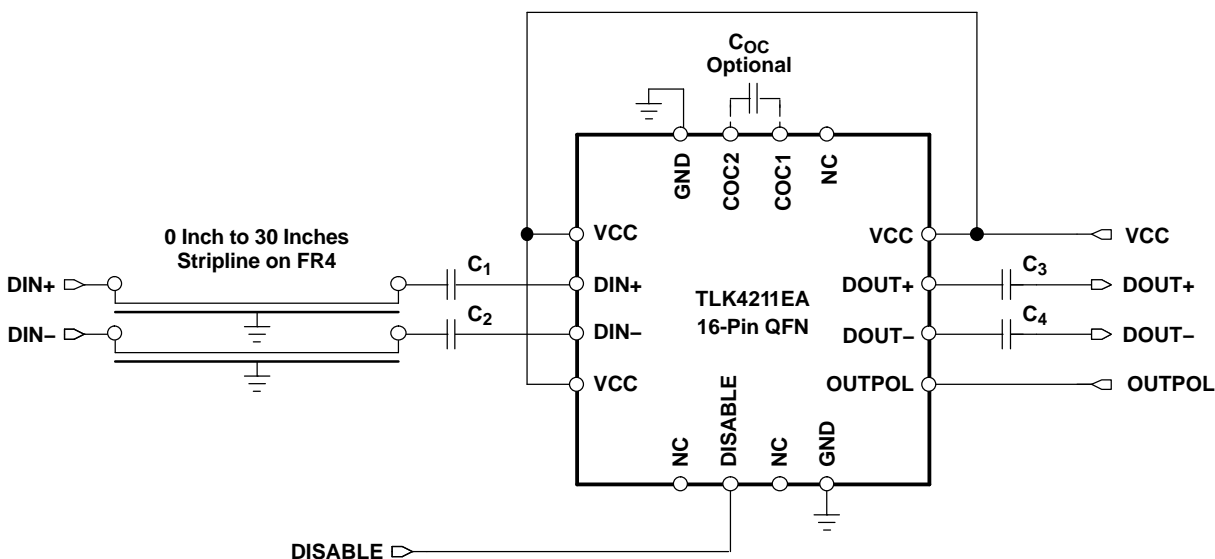 COC
Optional
GND
COC2
COC1
NC
0 Inch to 30 Inches
Stripline on FR4
VCC
VCC
VCC
DIN+
C1
DIN+
TLK4211EA
16-Pin QFN
DOUT+
C3
DOUT+
DIN−
C2
DIN−
DOUT−
C4
DOUT−
VCC
OUTPOL
OUTPOL
NC
DISABLE
NC
GND
DISABLE